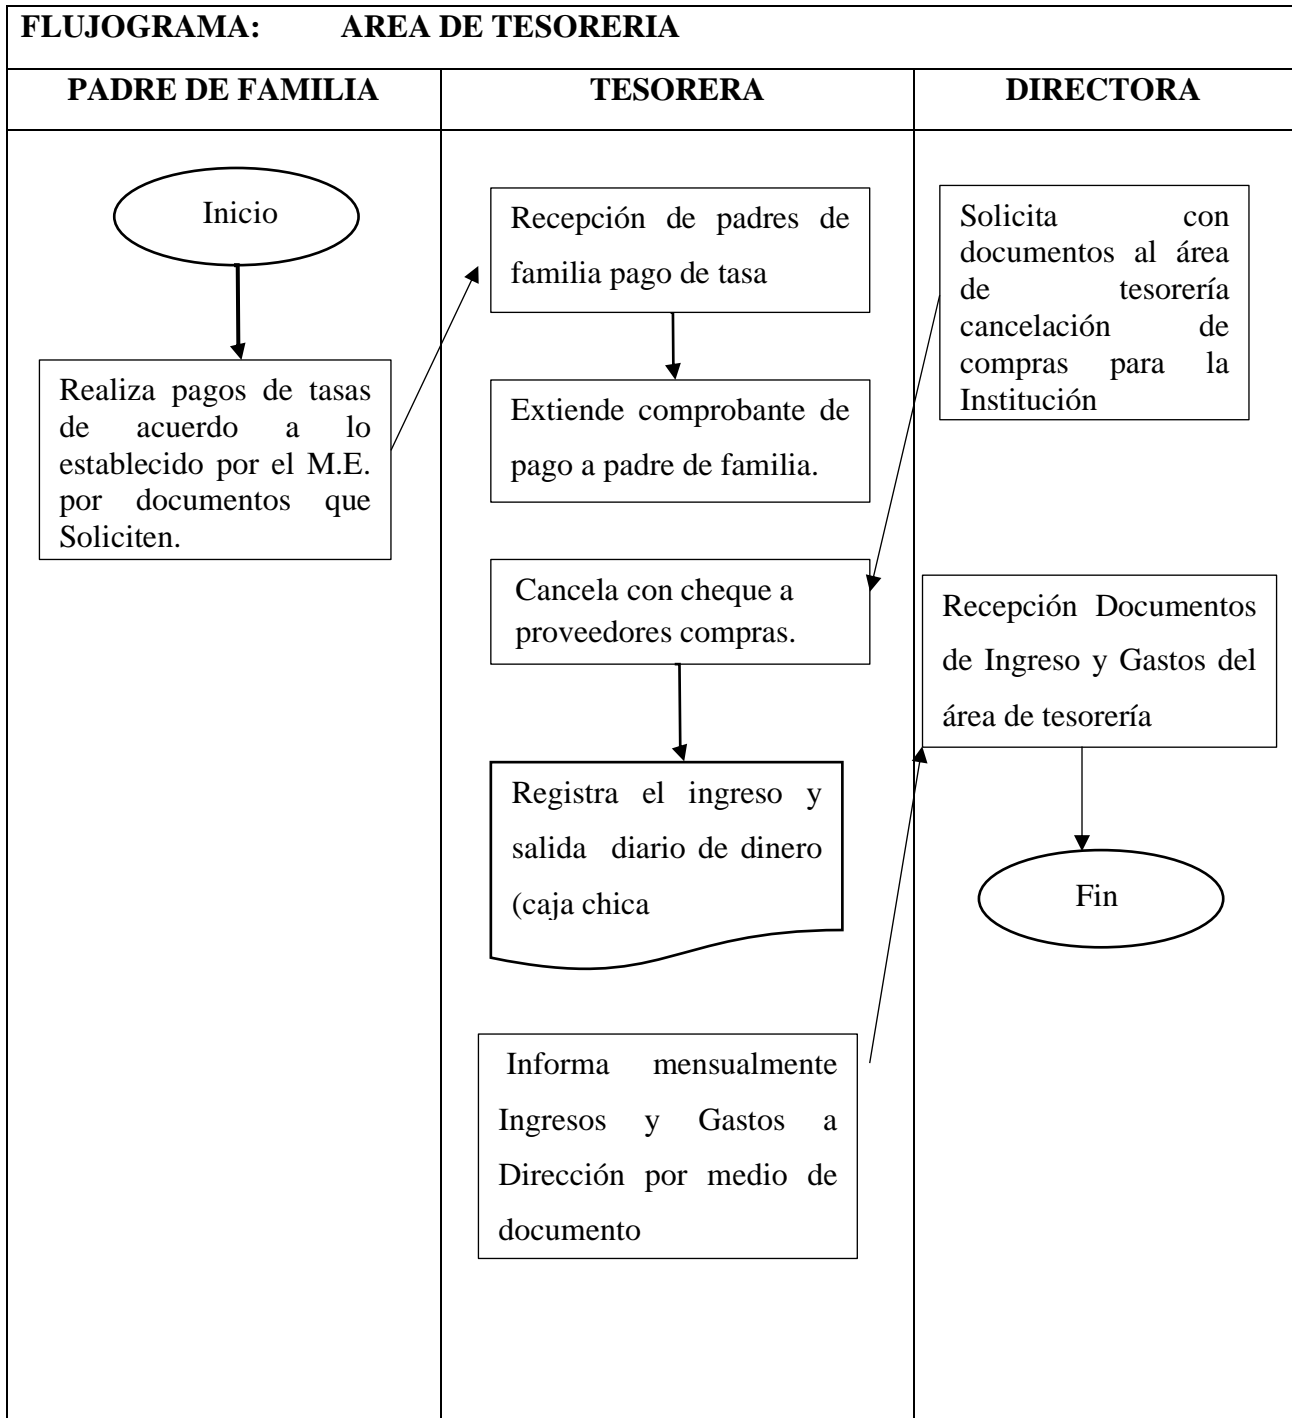 FLUJOGRAMA: AREA DE TESORERIA
PADRE DE FAMILIA
TESORERA
DIRECTORA
Inicio
Realiza pagos de tasas
de acuerdo a lo
establecido por el M.E.
por documentos que
Soliciten.
Recepción de padres de
familia pago de tasa
Extiende comprobante de
pago a padre de familia.
Cancela con cheque a
proveedores compras.
Registra el ingreso y
salida diario de dinero
(caja chica
Informa mensualmente
Ingresos y Gastos a
Dirección por medio de
documento
Solicita con
documentos al área
de tesorería
cancelación de
compras para la
Institución
Recepción Documentos
de Ingreso y Gastos del
área de tesorería
Fin